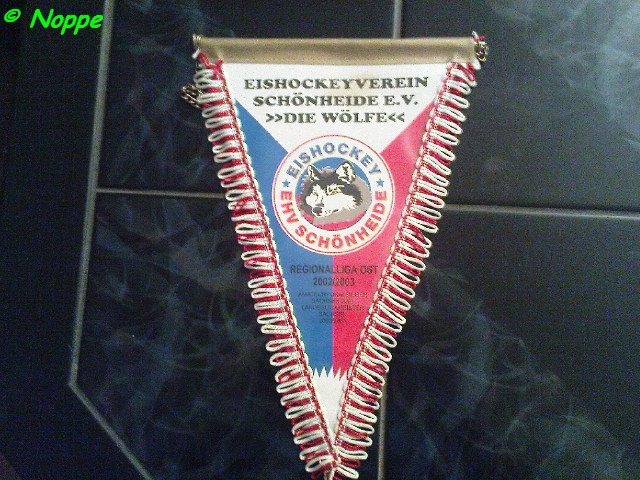 © Noppe
EISHOCKEYVEREIN
SCHÖNHEIDE E.V.
>>DIE WÖLFE<<
EISHOCKEY
EHV SCHÖNHEIDE
REGIONALLIGA OST
2002/2003